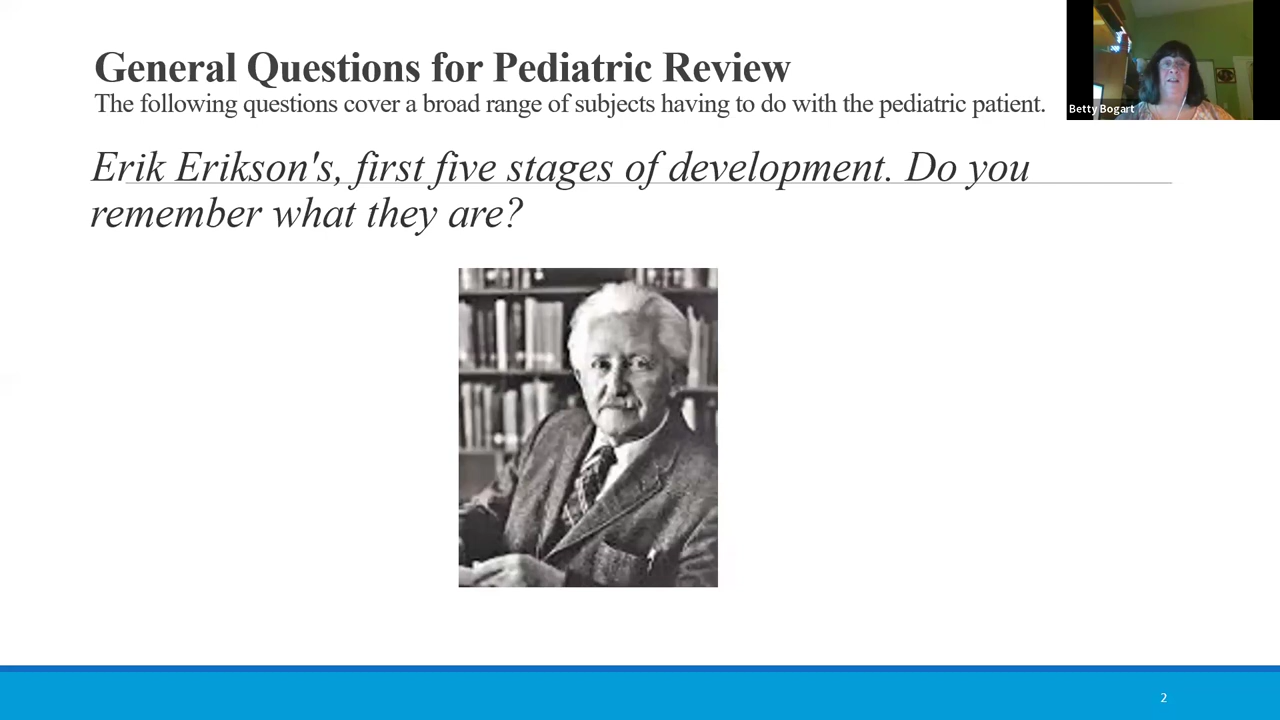 General Questions for Pediatric Review
The following questions cover a broad range of subjects having to do with the pediatric patient.
Betty Bogart
Erik Erikson's, first five stages of development. Do you
remember what they are?
2